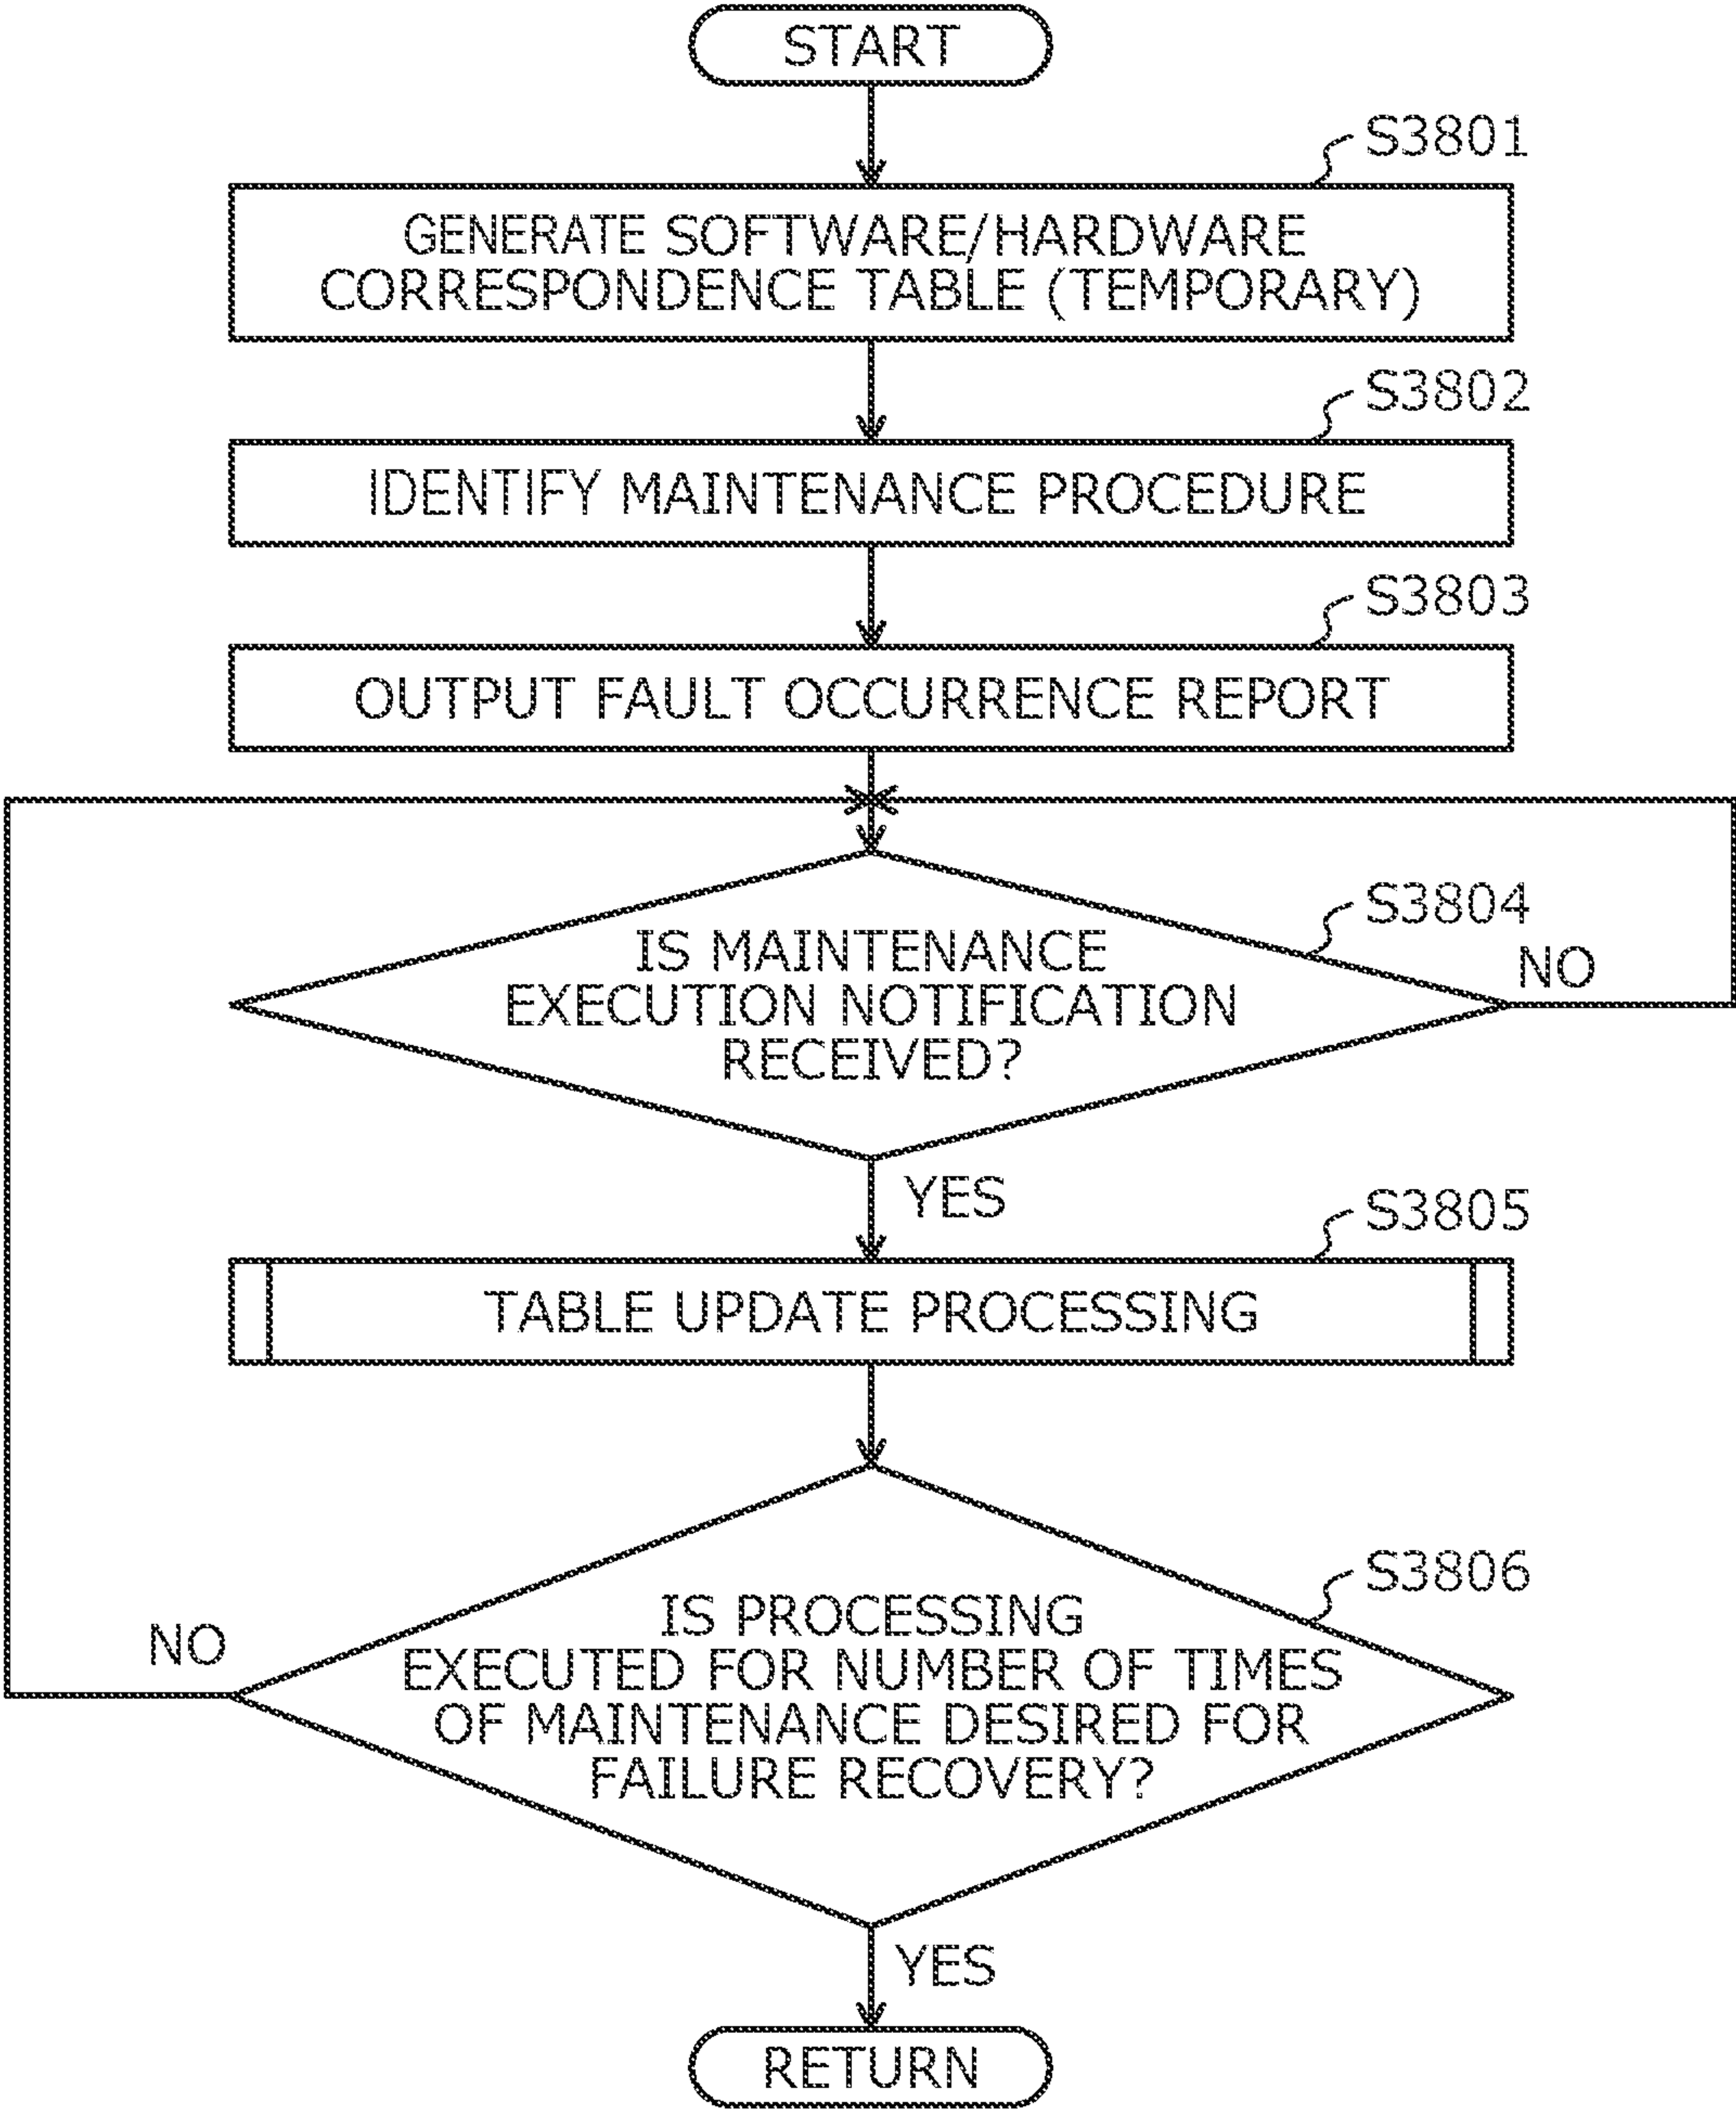 START
S3801
GENERATE SOFTWARE/HARDWARE
CORRESPONDENCE TABLE (TEMPORARY)
S3802
IDENTIFY MAINTENANCE PROCEDURE
S3803
OUTPUT FAULT OCCURRENCE REPORT
S3804
IS MAINTENANCE
EXECUTION NOTIFICATION
RECEIVED?
NO
YES
S3805
TABLE UPDATE PROCESSING
S3806
IS PROCESSING
EXECUTED FOR NUMBER OF TIMES
OF MAINTENANCE DESIRED FOR
FAILURE RECOVERY?
NO
YES
RETURN